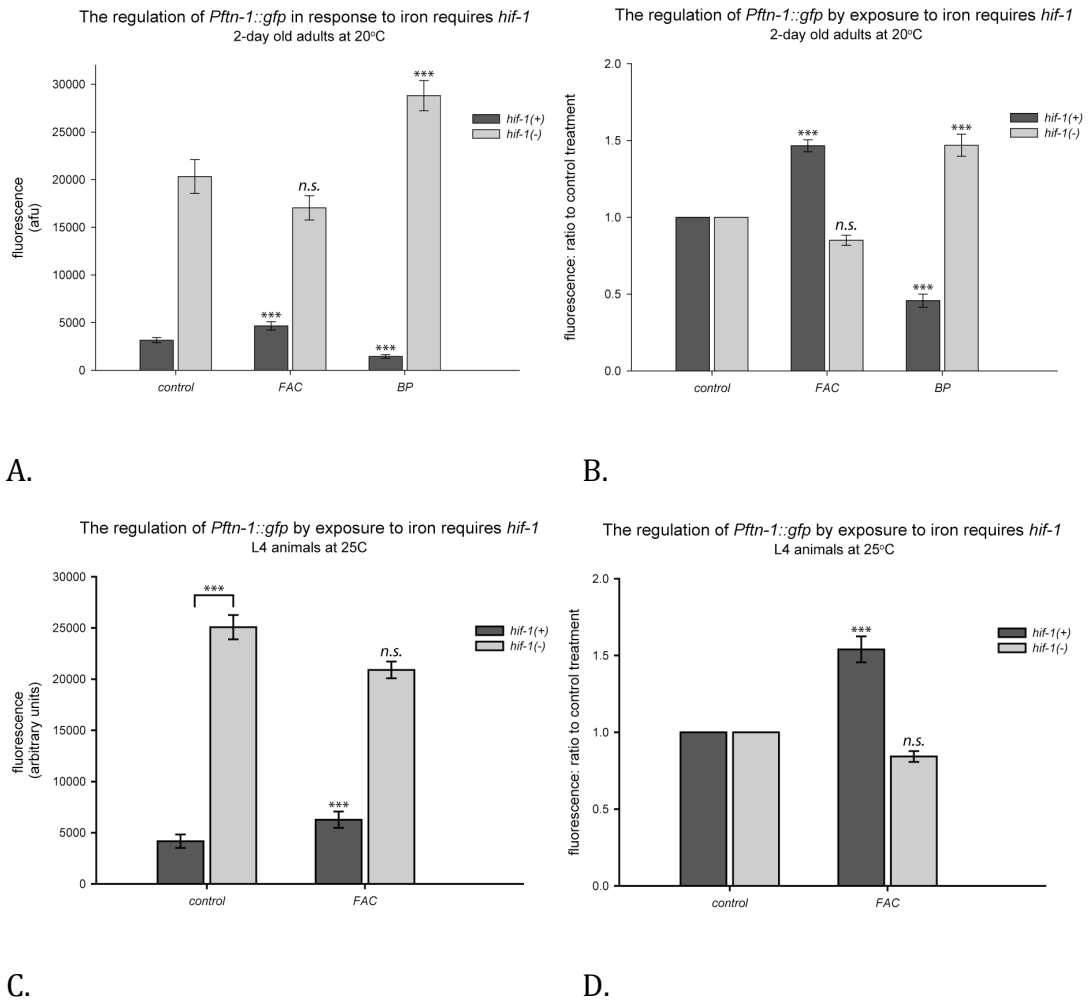 The regulation of Pftn-1::gfp in response to iron requires hif-1
2-day old adults at 20°C
30000
25000
20000
15000
10000
5000
0
fluorescence
(afu)
***
n.s.
***
***
hif-1(+)
hif-1(-)
control
FAC
BP
A.
The regulation of Pftn-1::gfp by exposure to iron requires hif-1
2-day old adults at 20°C
2.0
1.5
1.0
0.5
0.0
fluorescence: ratio to control treatment
***
n.s.
***
***
hif-1(+)
hif-1(-)
control
FAC
BP
B.
The regulation of Pftn-1::gfp by exposure to iron requires hif-1
L4 animals at 25C
30000
25000
20000
15000
10000
5000
0
fluorescence
(arbitrary units)
***
n.s.
***
hif-1(+)
hif-1(-)
control
FAC
C.
The regulation of Pftn-1::gfp by exposure to iron requires hif-1
L4 animals at 25°C
2.0
1.5
1.0
0.5
0.0
fluorescence: ratio to control treatment
***
n.s.
hif-1(+)
hif-1(-)
control
FAC
D.